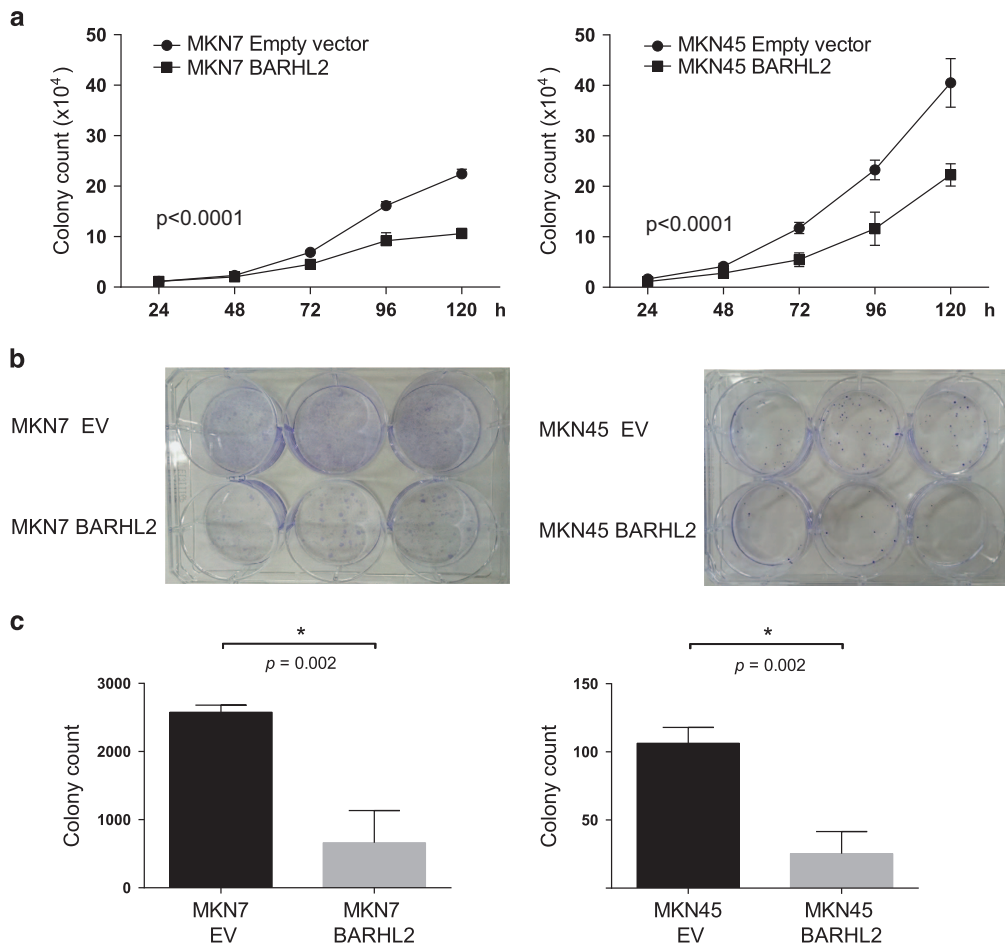 a
50
40
30
20
10
0
Colony count (x10⁴)
MKN7 Empty vector
MKN7 BARHL2
p<0.0001
24 48 72 96 120 h
50
40
30
20
10
0
Colony count (x10⁴)
MKN45 Empty vector
MKN45 BARHL2
p<0.0001
24 48 72 96 120 h
b
MKN7 EV
MKN7 BARHL2
MKN45 EV
MKN45 BARHL2
c
*
p = 0.002
3000
2000
1000
0
Colony count
MKN7
EV
MKN7
BARHL2
*
p = 0.002
150
100
50
Colony count
MKN45
EV
MKN45
BARHL2